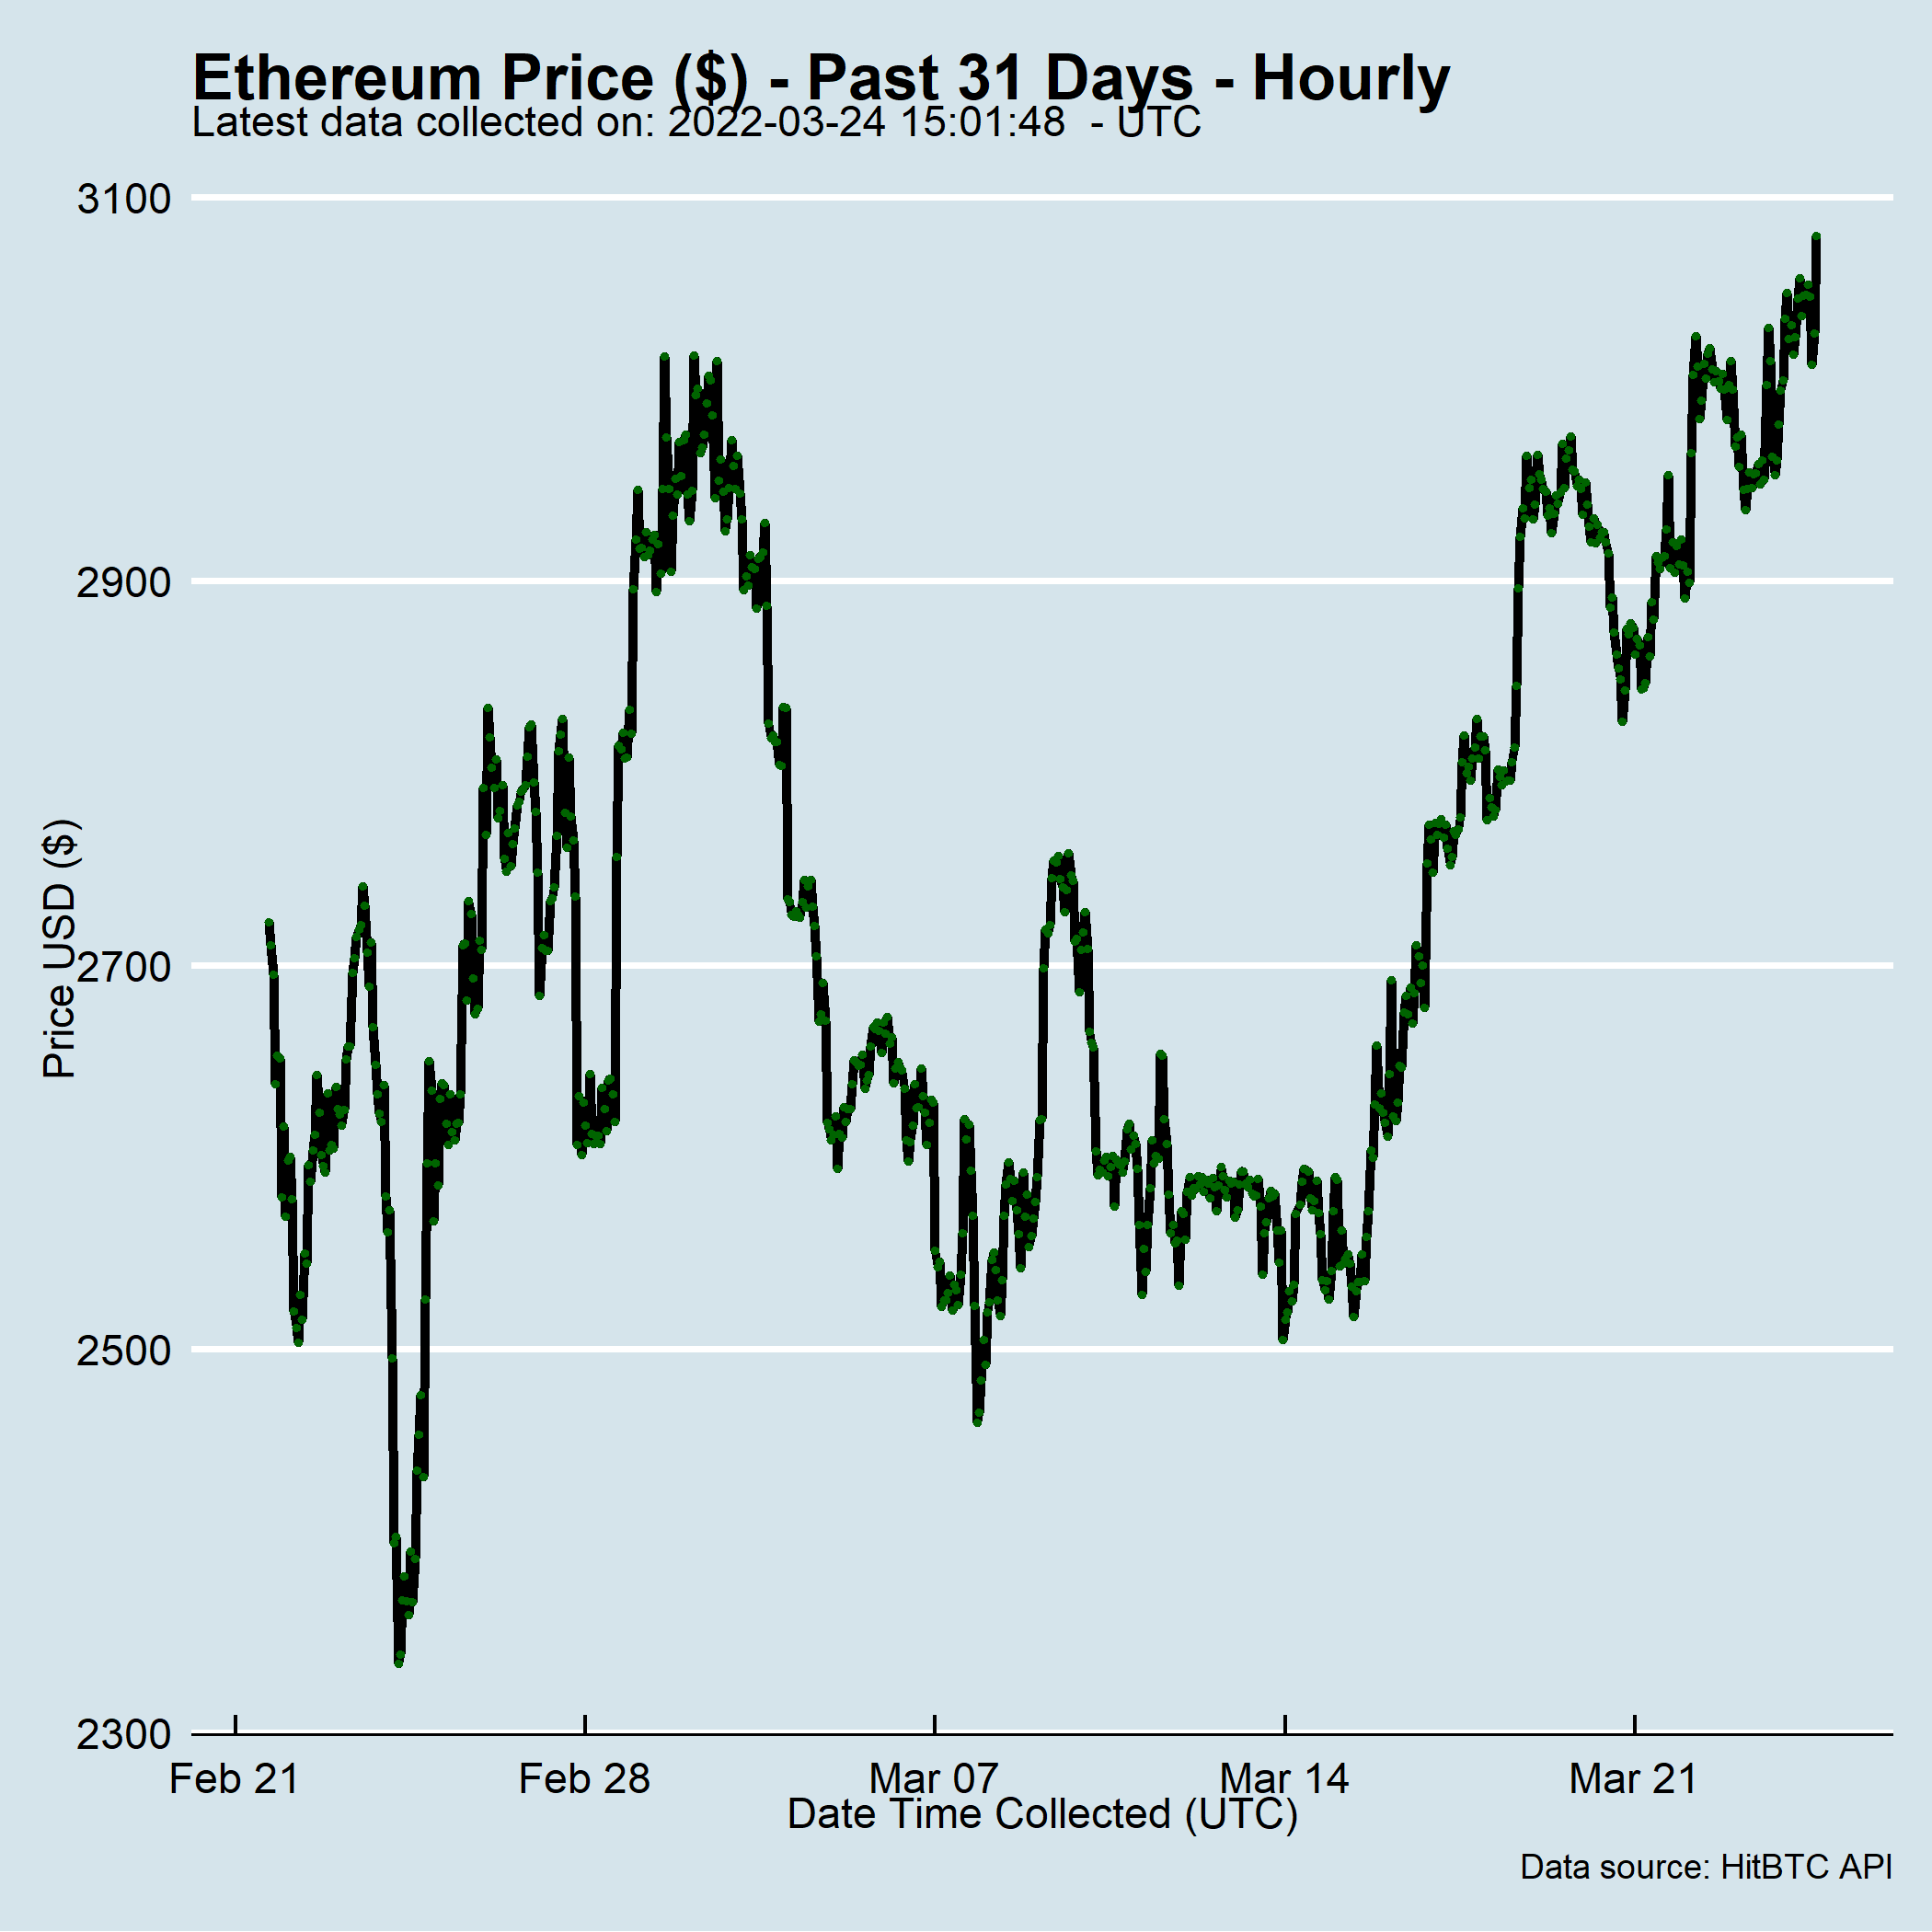 Ethereum Price ($) - Past 31 Days - Hourly
Latest data collected on: 2022-03-24 15:01:48  - UTC
3100
2900
2700
2500
2300
Price USD ($)
Feb 21
Feb 28
Mar 07
Mar 14
Mar 21
Date Time Collected (UTC)
Data source: HitBTC API